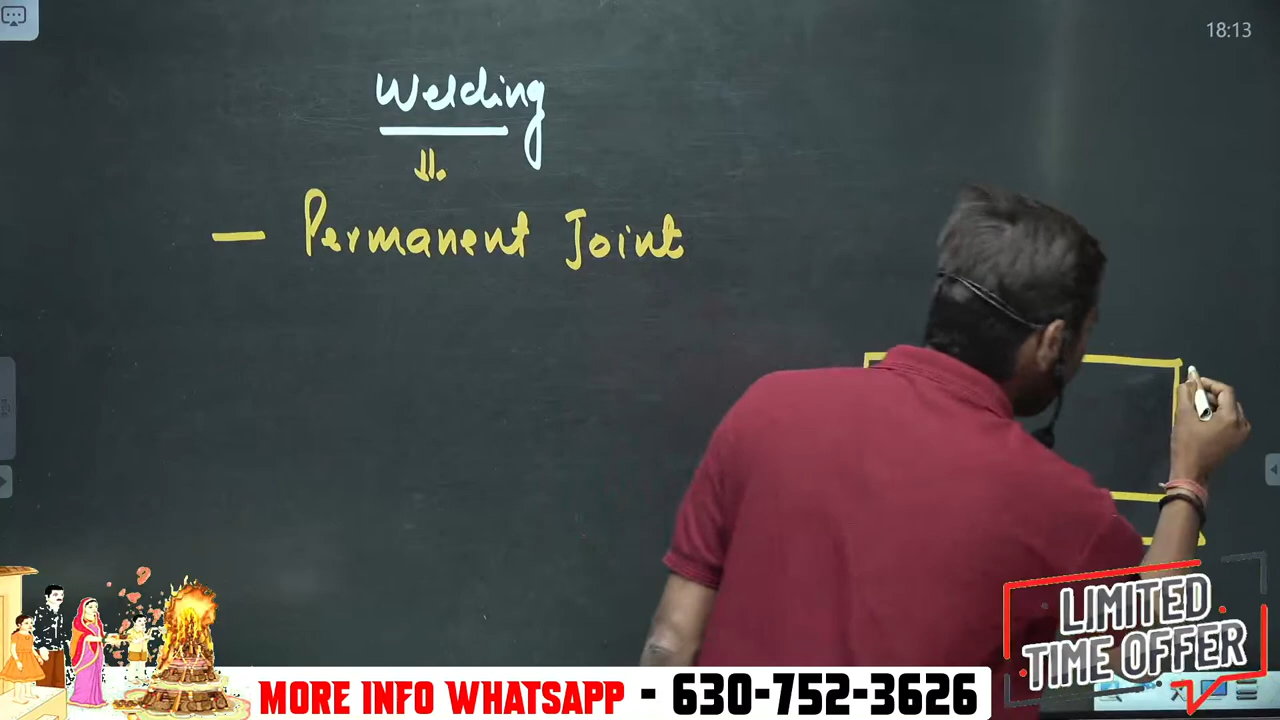 18:13
Welding
— Permanent Joint
LIMITED
TIME OFFER
MORE INFO WHATSAPP - 630-752-3626